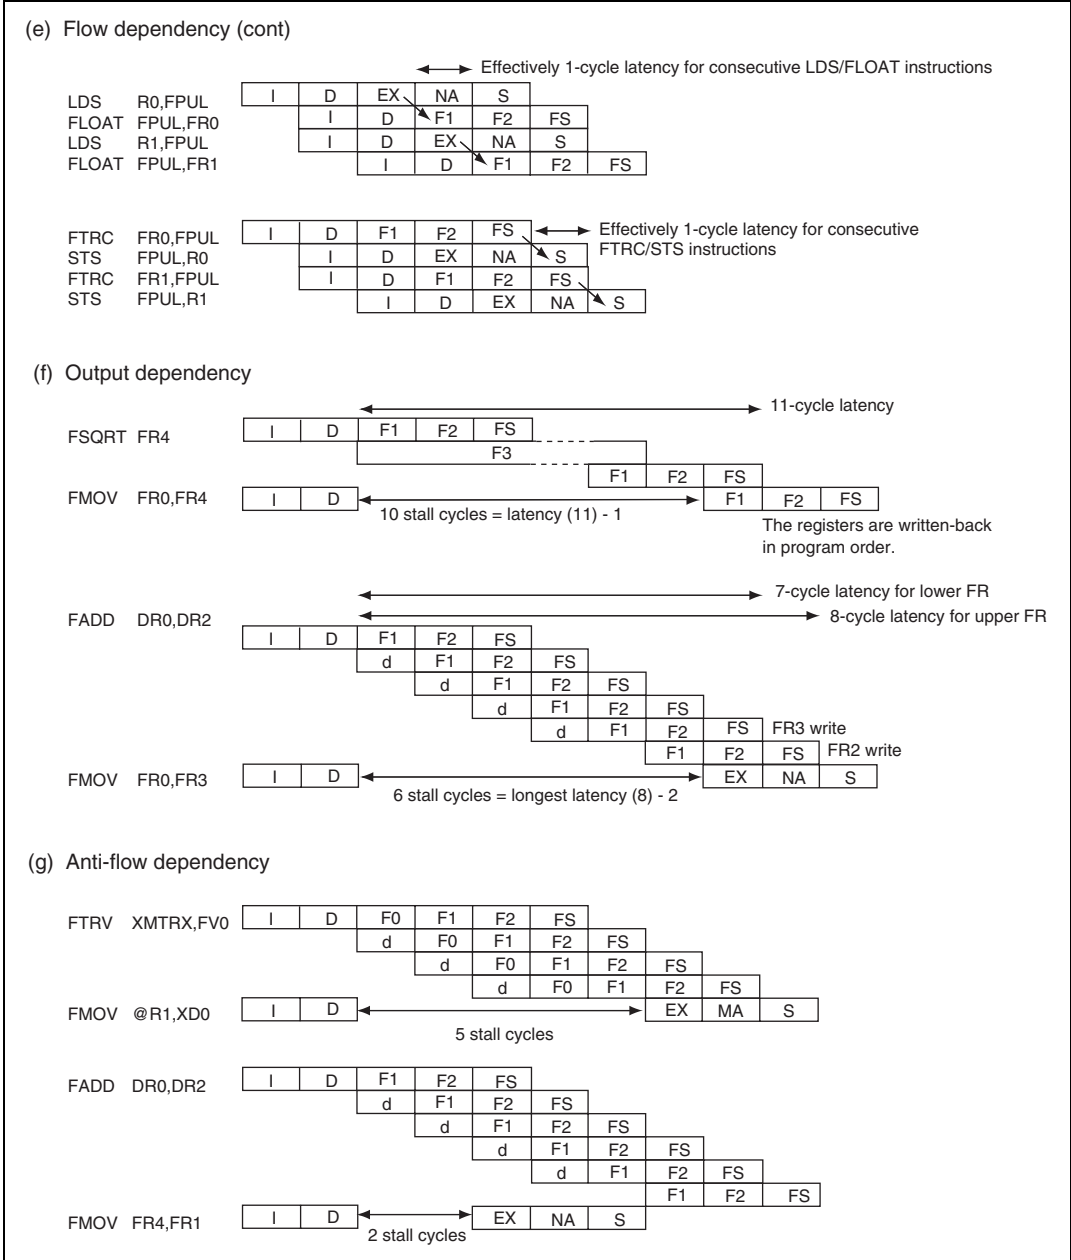 (e) Flow dependency (cont)
Effectively 1-cycle latency for consecutive LDS/FLOAT instructions
LDS R0,FPUL I D EX NA S
FLOAT FPUL,FR0 I D F1 F2 FS
LDS R1,FPUL I D EX NA S
FLOAT FPUL,FR1 I D F1 F2 FS
FTRC FR0,FPUL I D F1 F2 FS Effectively 1-cycle latency for consecutive
FTRC/STS instructions
STS FPUL,R0 I D EX NA S
FTRC FR1,FPUL I D F1 F2 FS
STS FPUL,R1 I D EX NA S
(f) Output dependency
11-cycle latency
FSQRT FR4 I D F1 F2 FS
F3
F1 F2 FS
FMOV FR0,FR4 I D F1 F2 FS
10 stall cycles = latency (11) - 1
The registers are written-back
in program order.
7-cycle latency for lower FR
8-cycle latency for upper FR
FADD DR0,DR2 I D F1 F2 FS
d F1 F2 FS
d F1 F2 FS
d F1 F2 FS
d F1 F2 FS FR3 write
F1 F2 FS FR2 write
FMOV FR0,FR3 I D EX NA S
6 stall cycles = longest latency (8) - 2
(g) Anti-flow dependency
FTRV XMTRX,FV0 I D F0 F1 F2 FS
d F0 F1 F2 FS
d F0 F1 F2 FS
d F0 F1 F2 FS
FMOV @R1,XD0 I D EX MA S
5 stall cycles
FADD DR0,DR2 I D F1 F2 FS
d F1 F2 FS
d F1 F2 FS
d F1 F2 FS
d F1 F2 FS
F1 F2 FS
FMOV FR4,FR1 I D EX NA S
2 stall cycles